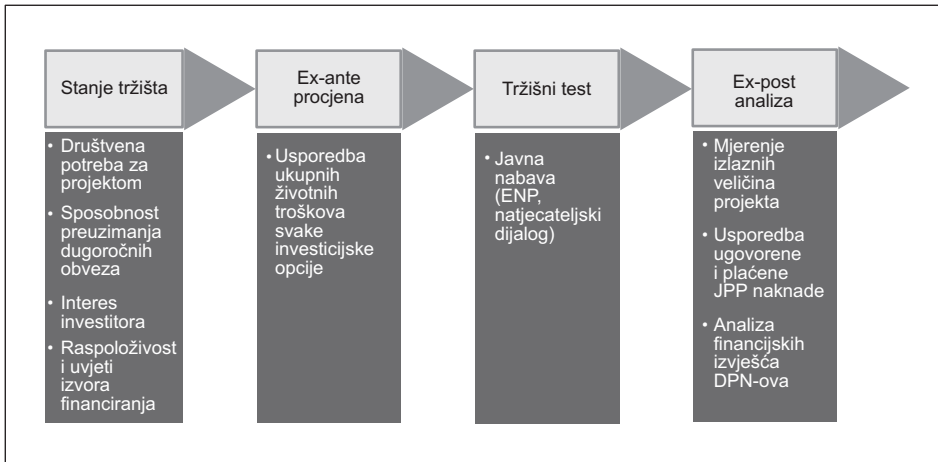 Stanje tržišta
• Društvena
potreba za
projektom
• Sposobnost
preuzimanja
dugoročnih
obveza
• Interes
investitora
• Raspoloživost
i uvjeti
izvora
financiranja
Ex-ante
procjena
• Usporedba
ukupnih
životnih
troškova
svake
investicijske
opcije
Tržišni test
• Javna
nabava
(ENP,
natjecateljski
dijalog)
Ex-post
analiza
• Mjerenje
izlaznih
veličina
projekta
• Usporedba
ugovorene
i plaćene
JPP naknade
• Analiza
financijskih
izvješća
DPN-ova